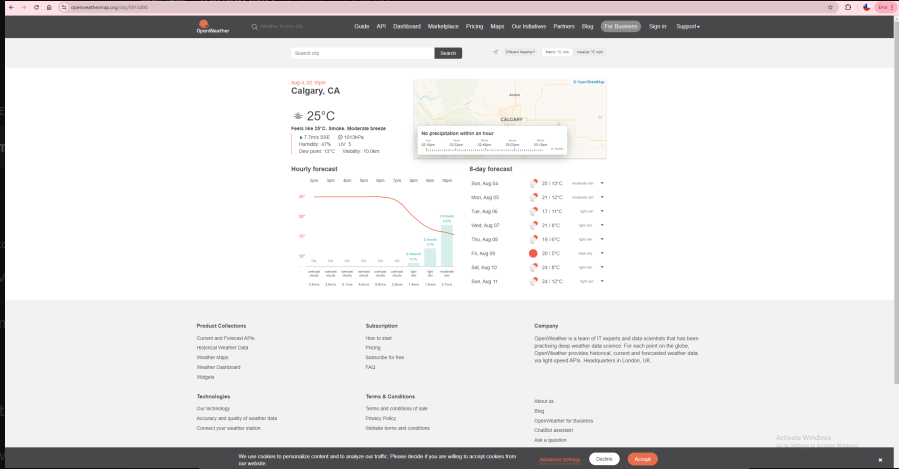 openweathermap.org/city/5913490
Error
OpenWeather
Weather in your city
Guide API Dashboard Marketplace Pricing Maps Our Initiatives Partners Blog For Business Sign in Support
Search city
Search
Different Weather?
Metric: °C, m/s
Imperial: °F, mph
Aug 4, 02:16pm
Calgary, CA
25°C
Feels like 25°C. Smoke. Moderate breeze
7.7m/s SSE 1013hPa
Humidity: 47% UV: 5
Dew point: 13°C Visibility: 10.0km
© OpenStreetMap
Airdrie
CALGARY
No precipitation within an hour
Hourly forecast
2pm 3pm 4pm 5pm 6pm 7pm 8pm 9pm 10pm
25°
20°
15°
10°
0% 0% 0% 0% 0% 0%
100%
overcast clouds overcast clouds overcast clouds overcast clouds overcast clouds overcast clouds light rain light rain moderate rain
8-day forecast
Sun, Aug 04 25 / 13°C moderate rain
Mon, Aug 05 21 / 12°C moderate rain
Tue, Aug 06 17 / 11°C light rain
Wed, Aug 07 21 / 8°C light rain
Thu, Aug 08 19 / 6°C light rain
Fri, Aug 09 20 / 5°C clear sky
Sat, Aug 10 24 / 8°C light rain
Sun, Aug 11 24 / 12°C light rain
Product Collections
Current and Forecast APIs
Historical Weather Data
Weather Maps
Weather Dashboard
Widgets
Subscription
How to start
Pricing
Subscribe for free
FAQ
Company
OpenWeather is a team of IT experts and data scientists that has been
practising deep weather data science. For each point on the globe,
OpenWeather provides historical, current and forecasted weather data
via light-speed APIs. Headquarters in London, UK.
Technologies
Our technology
Accuracy and quality of weather data
Connect your weather station
Terms & Conditions
Terms and conditions of sale
Privacy Policy
Website terms and conditions
About us
Blog
OpenWeather for Business
ChatBot assistant
Ask a question
Activate Windows
Go to Settings to activate Windows.
We use cookies to personalize content and to analyze our traffic. Please decide if you are willing to accept cookies from
our website.
Advanced Settings
Decline
Accept